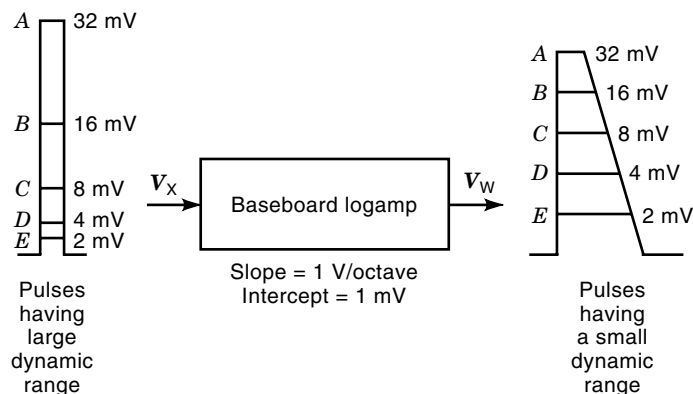 A 32 mV
B 16 mV
C 8 mV
D 4 mV
E 2 mV
Pulses
having
large
dynamic
range
V_X
Baseboard logamp
V_W
Slope = 1 V/octave
Intercept = 1 mV
A 32 mV
B 16 mV
C 8 mV
D 4 mV
E 2 mV
Pulses
having
a small
dynamic
range